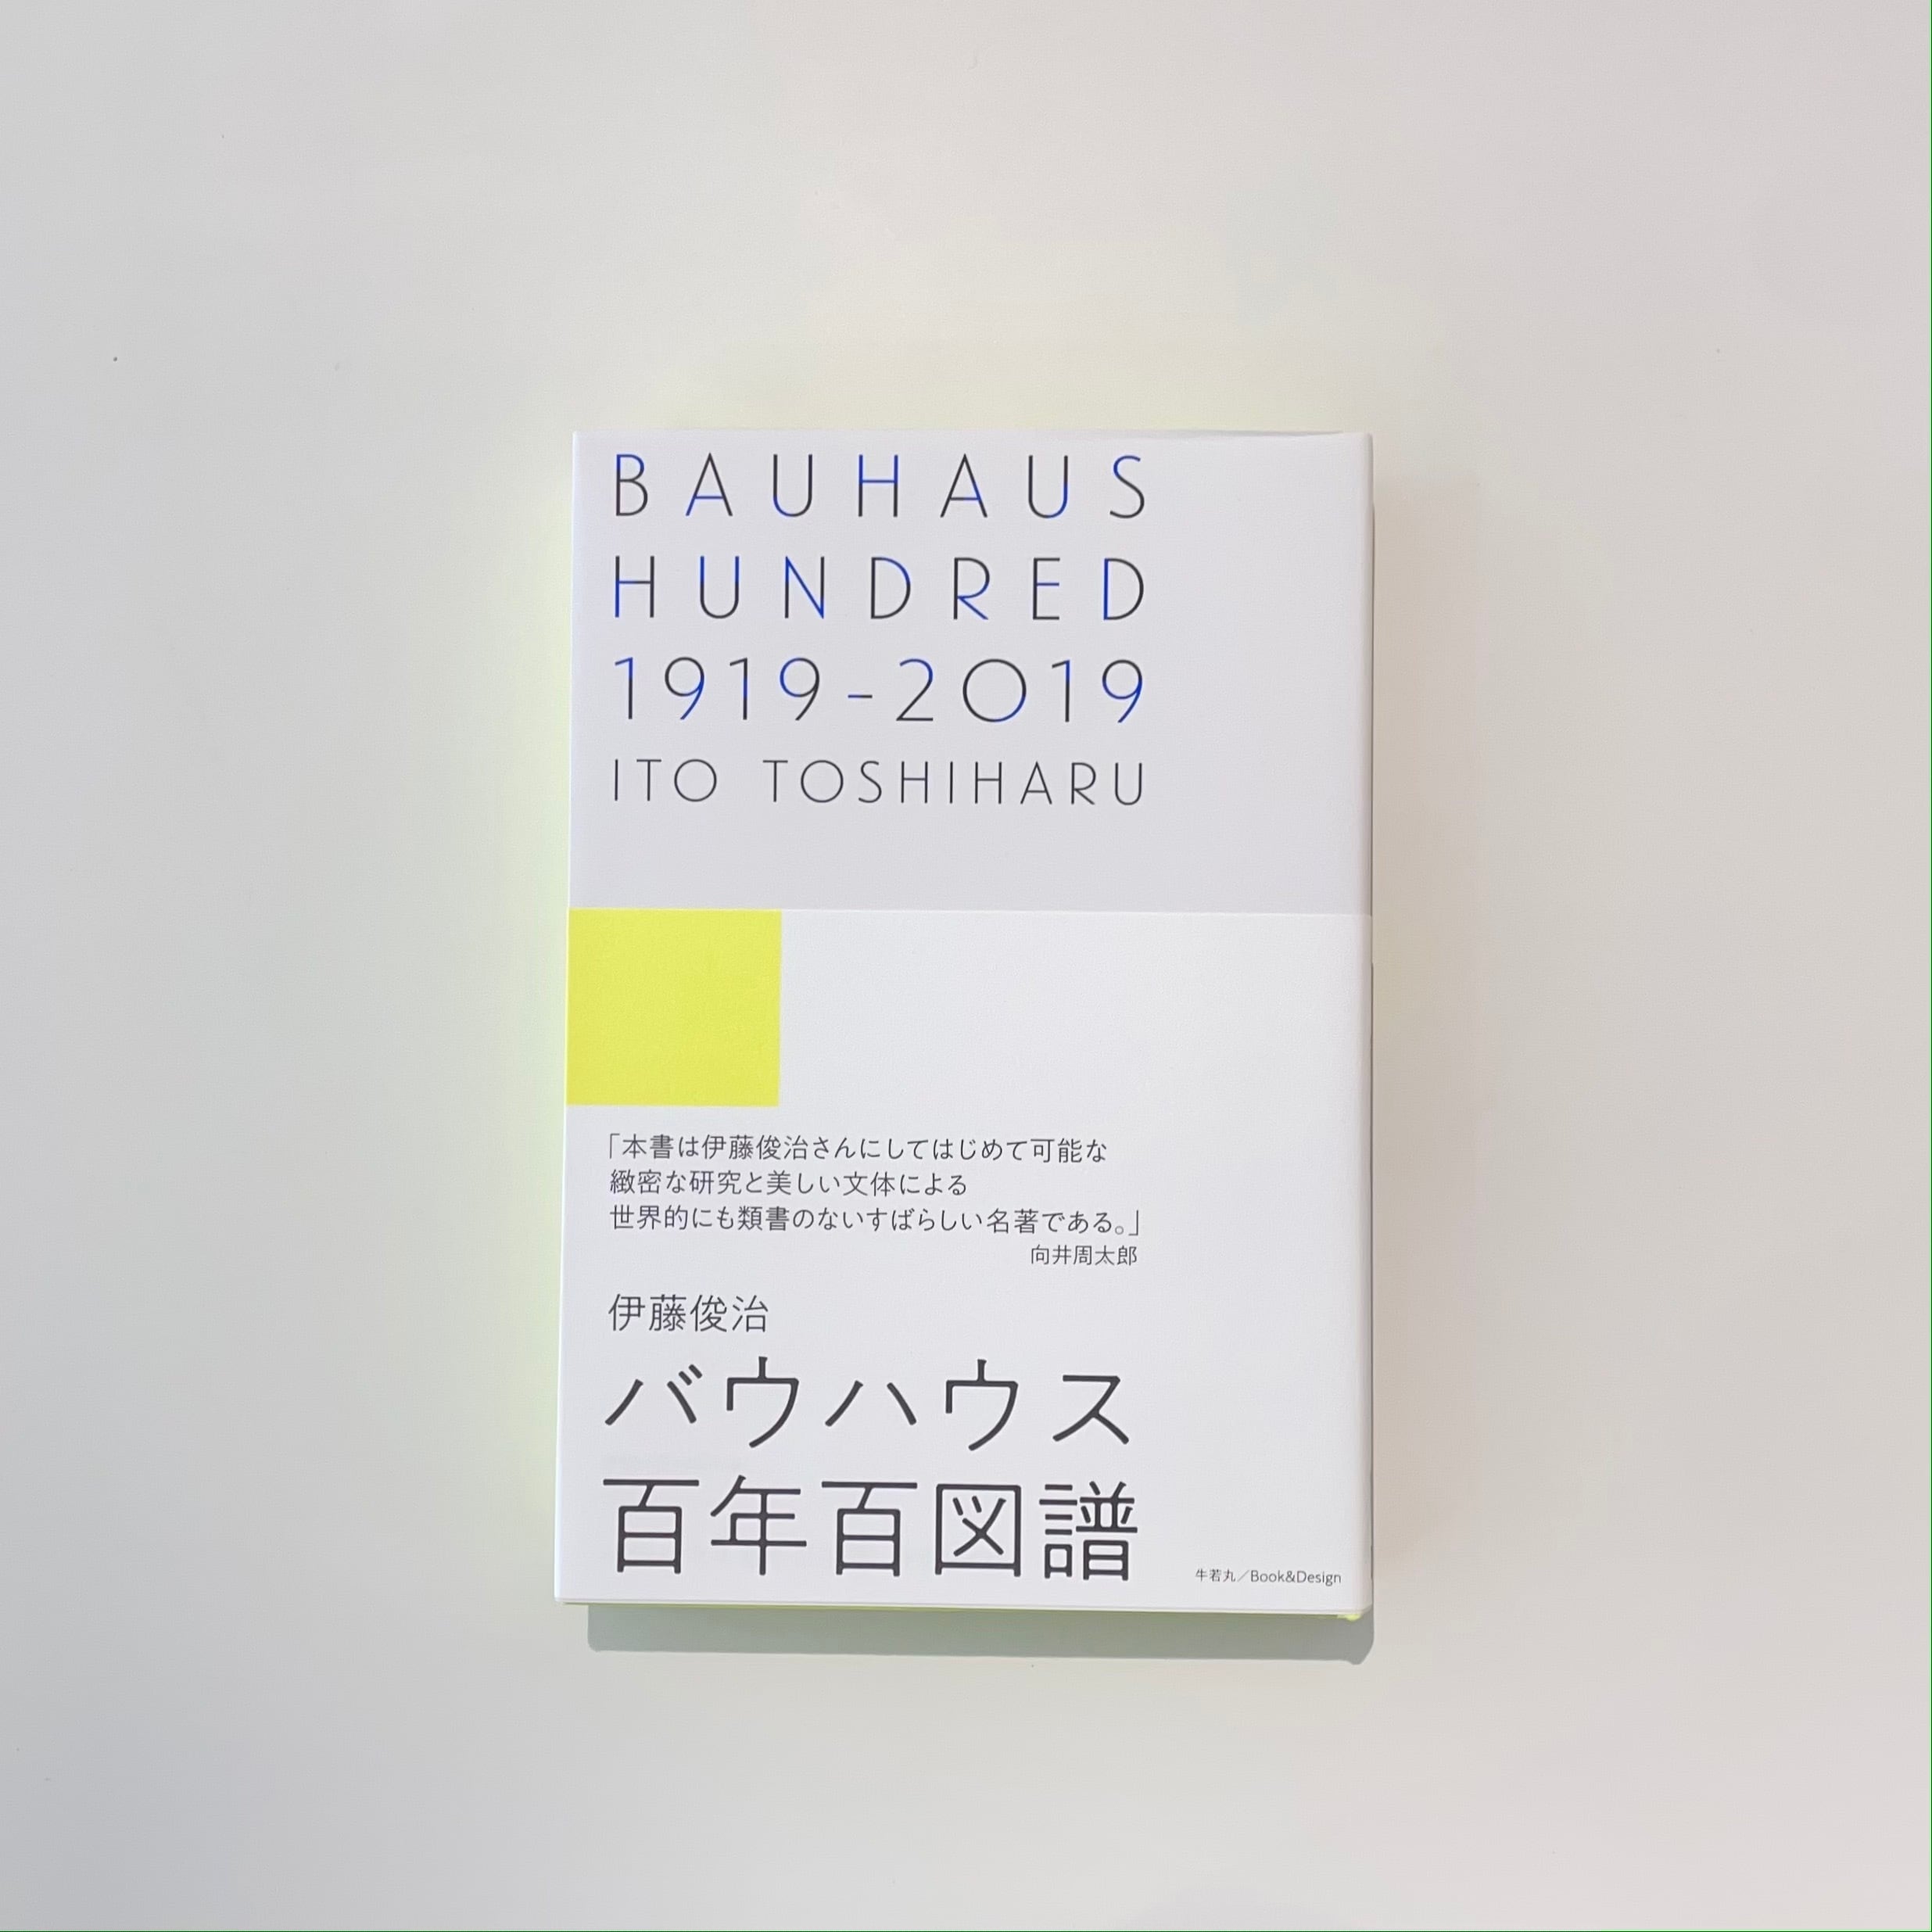 BAUHAUS
HUNDRED
1919-2019
ITO TOSHIHARU
「本書は伊藤俊治さんにしてはじめて可能な
緻密な研究と美しい文体による
世界的にも類書のないすばらしい名著である。」
向井周太郎
伊藤俊治
バウハウス
百年百図譜
牛若丸／Book&Design